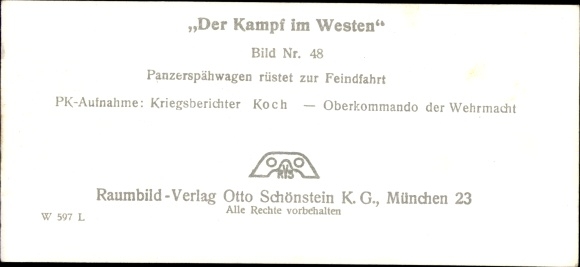 „Der Kampf im Westen“
Bild Nr. 48
Panzerspähwagen rüstet zur Feindfahrt
PK-Aufnahme: Kriegsberichter Koch — Oberkommando der Wehrmacht
RVS
Raumbild-Verlag Otto Schönstein K. G., München 23
Alle Rechte vorbehalten
W 597 L